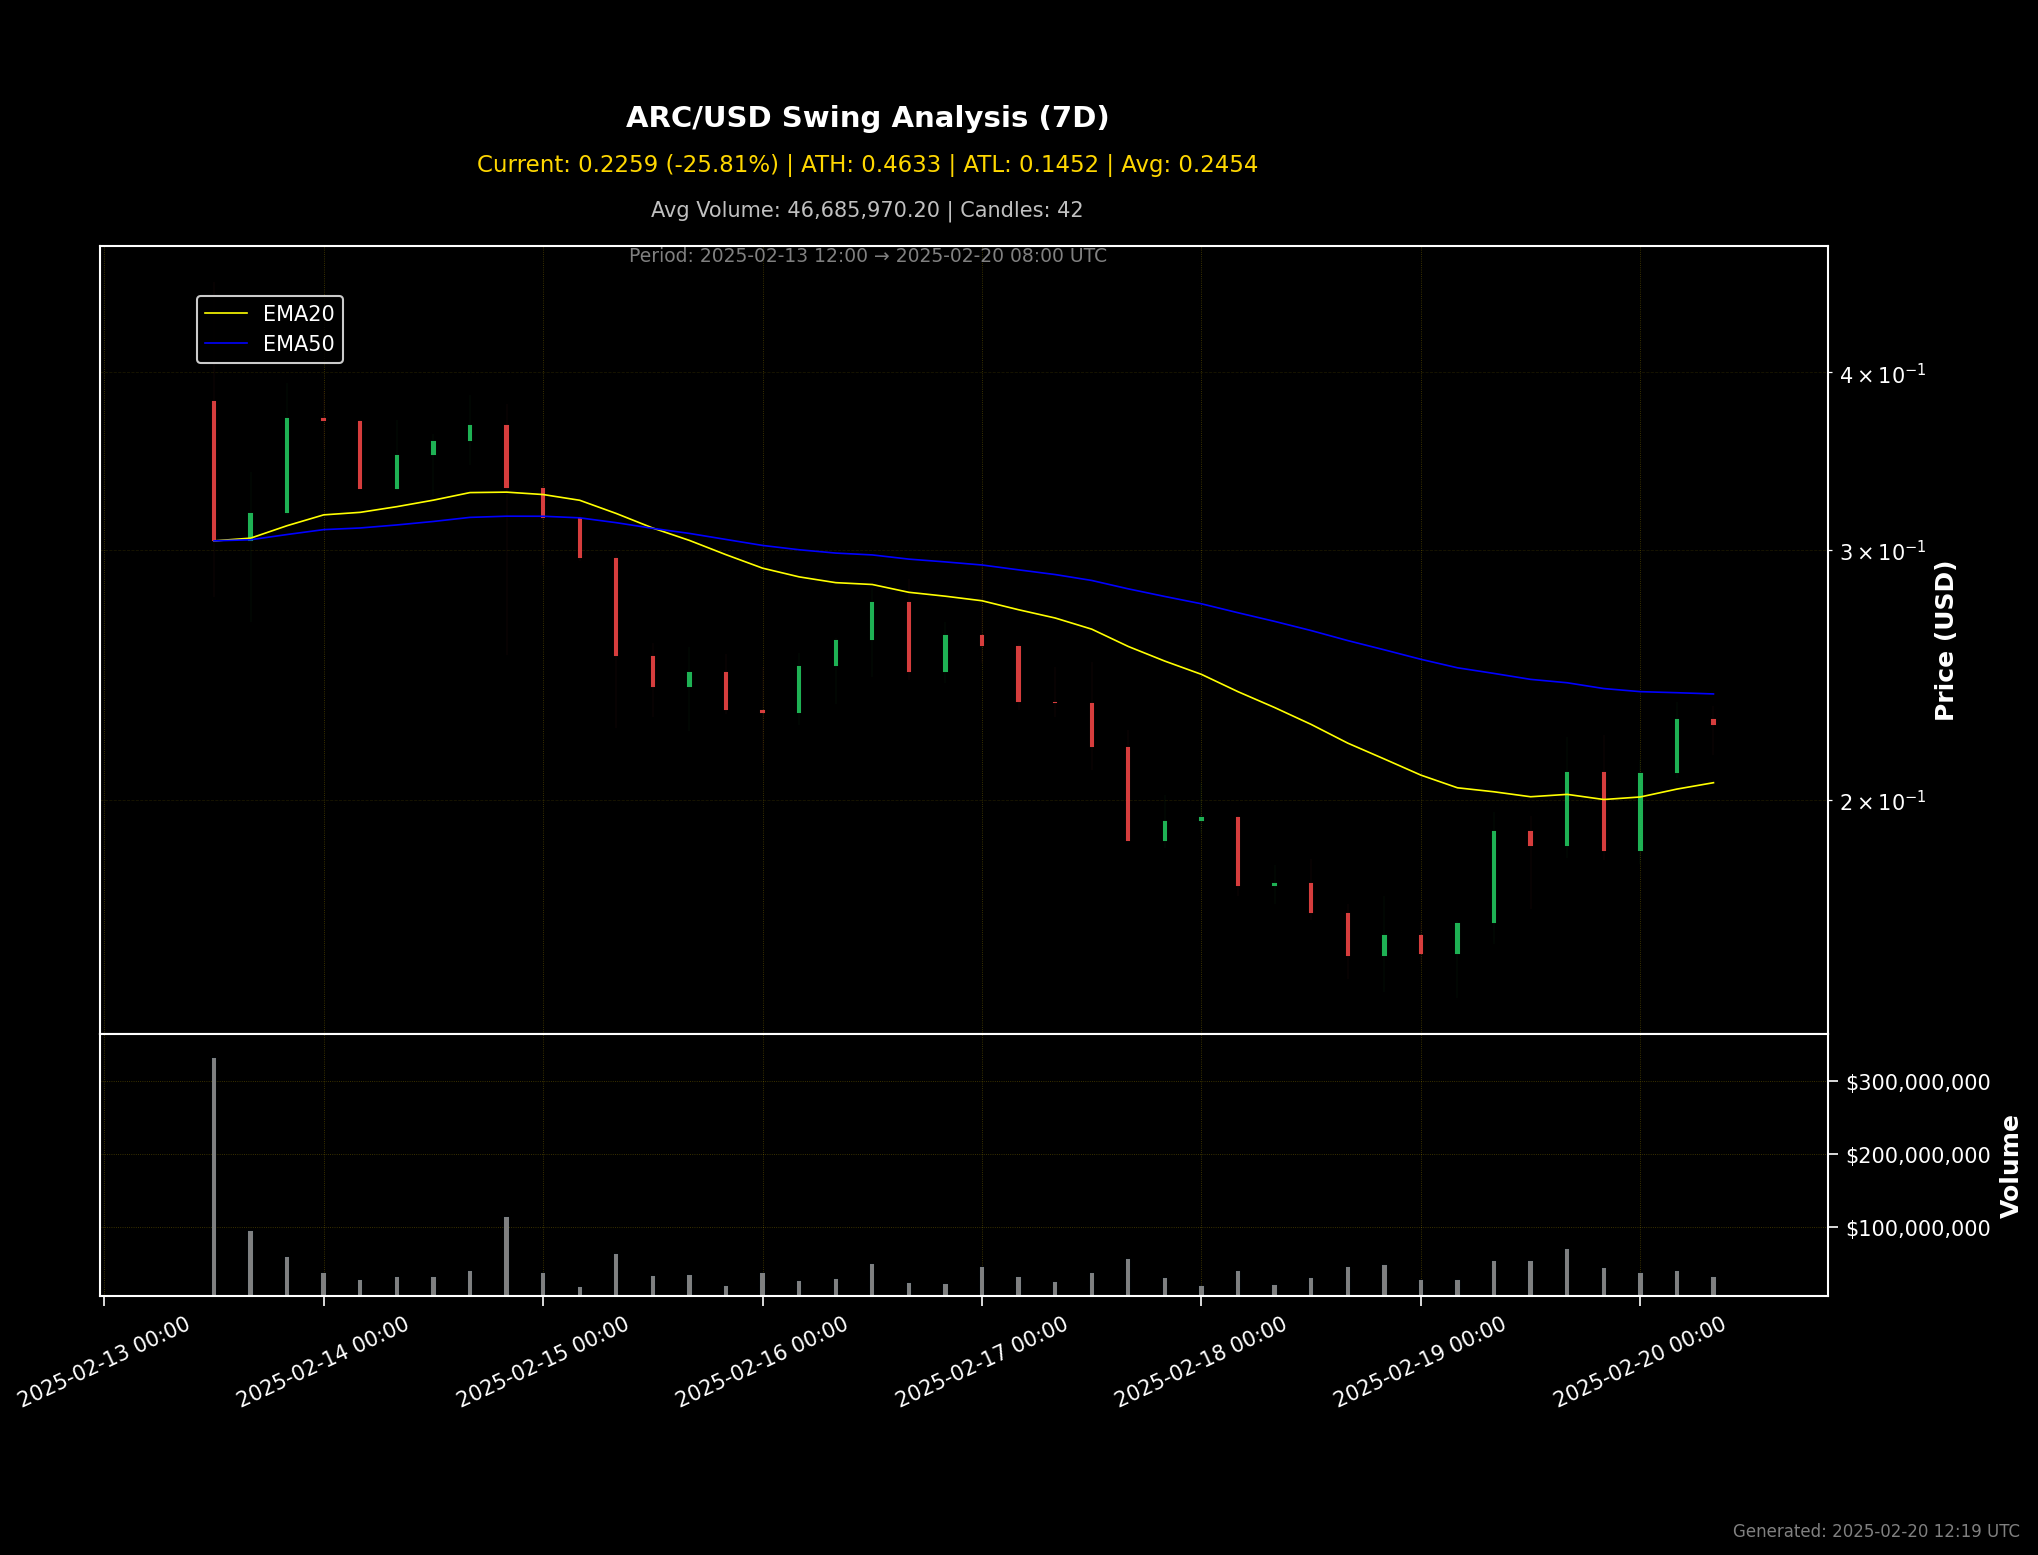 ARC/USD Swing Analysis (7D)
Current: 0.2259 (-25.81%) | ATH: 0.4633 | ATL: 0.1452 | Avg: 0.2454
Avg Volume: 46,685,970.20 | Candles: 42
Period: 2025-02-13 12:00 → 2025-02-20 08:00 UTC
EMA20
EMA50
4 × 10⁻¹
3 × 10⁻¹
2 × 10⁻¹
Price (USD)
$300,000,000
$200,000,000
$100,000,000
Volume
2025-02-13 00:00
2025-02-14 00:00
2025-02-15 00:00
2025-02-16 00:00
2025-02-17 00:00
2025-02-18 00:00
2025-02-19 00:00
2025-02-20 00:00
Generated: 2025-02-20 12:19 UTC